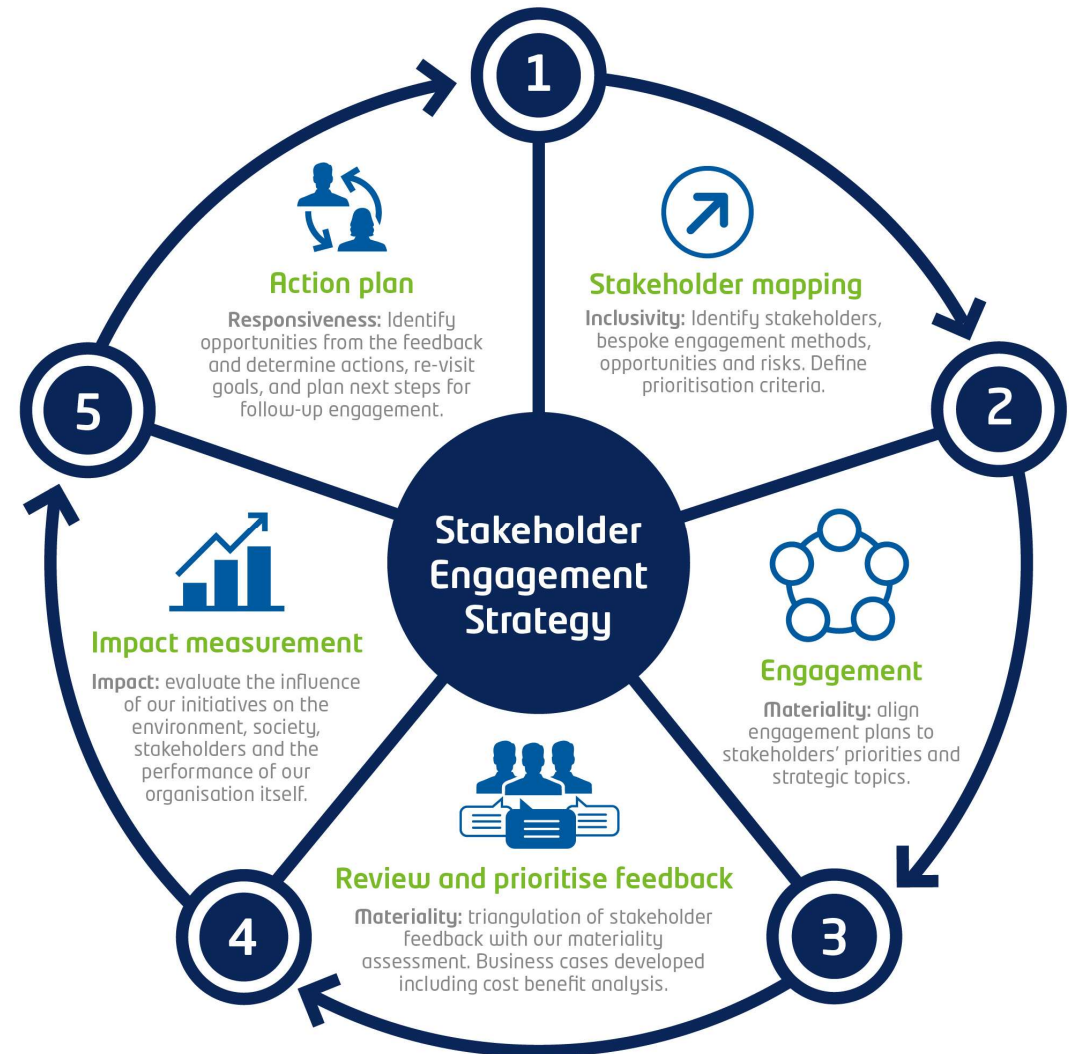 1
Stakeholder mapping
Inclusivity: Identify stakeholders,
bespoke engagement methods,
opportunities and risks. Define
prioritisation criteria.
2
Engagement
Materiality: align
engagement plans to
stakeholders' priorities and
strategic topics.
3
Review and prioritise feedback
Materiality: triangulation of stakeholder
feedback with our materiality
assessment. Business cases developed
including cost benefit analysis.
4
Impact measurement
Impact: evaluate the influence
of our initiatives on the
environment, society,
stakeholders and the
performance of our
organisation itself.
5
Action plan
Responsiveness: Identify
opportunities from the feedback
and determine actions, re-visit
goals, and plan next steps for
follow-up engagement.
Stakeholder
Engagement
Strategy